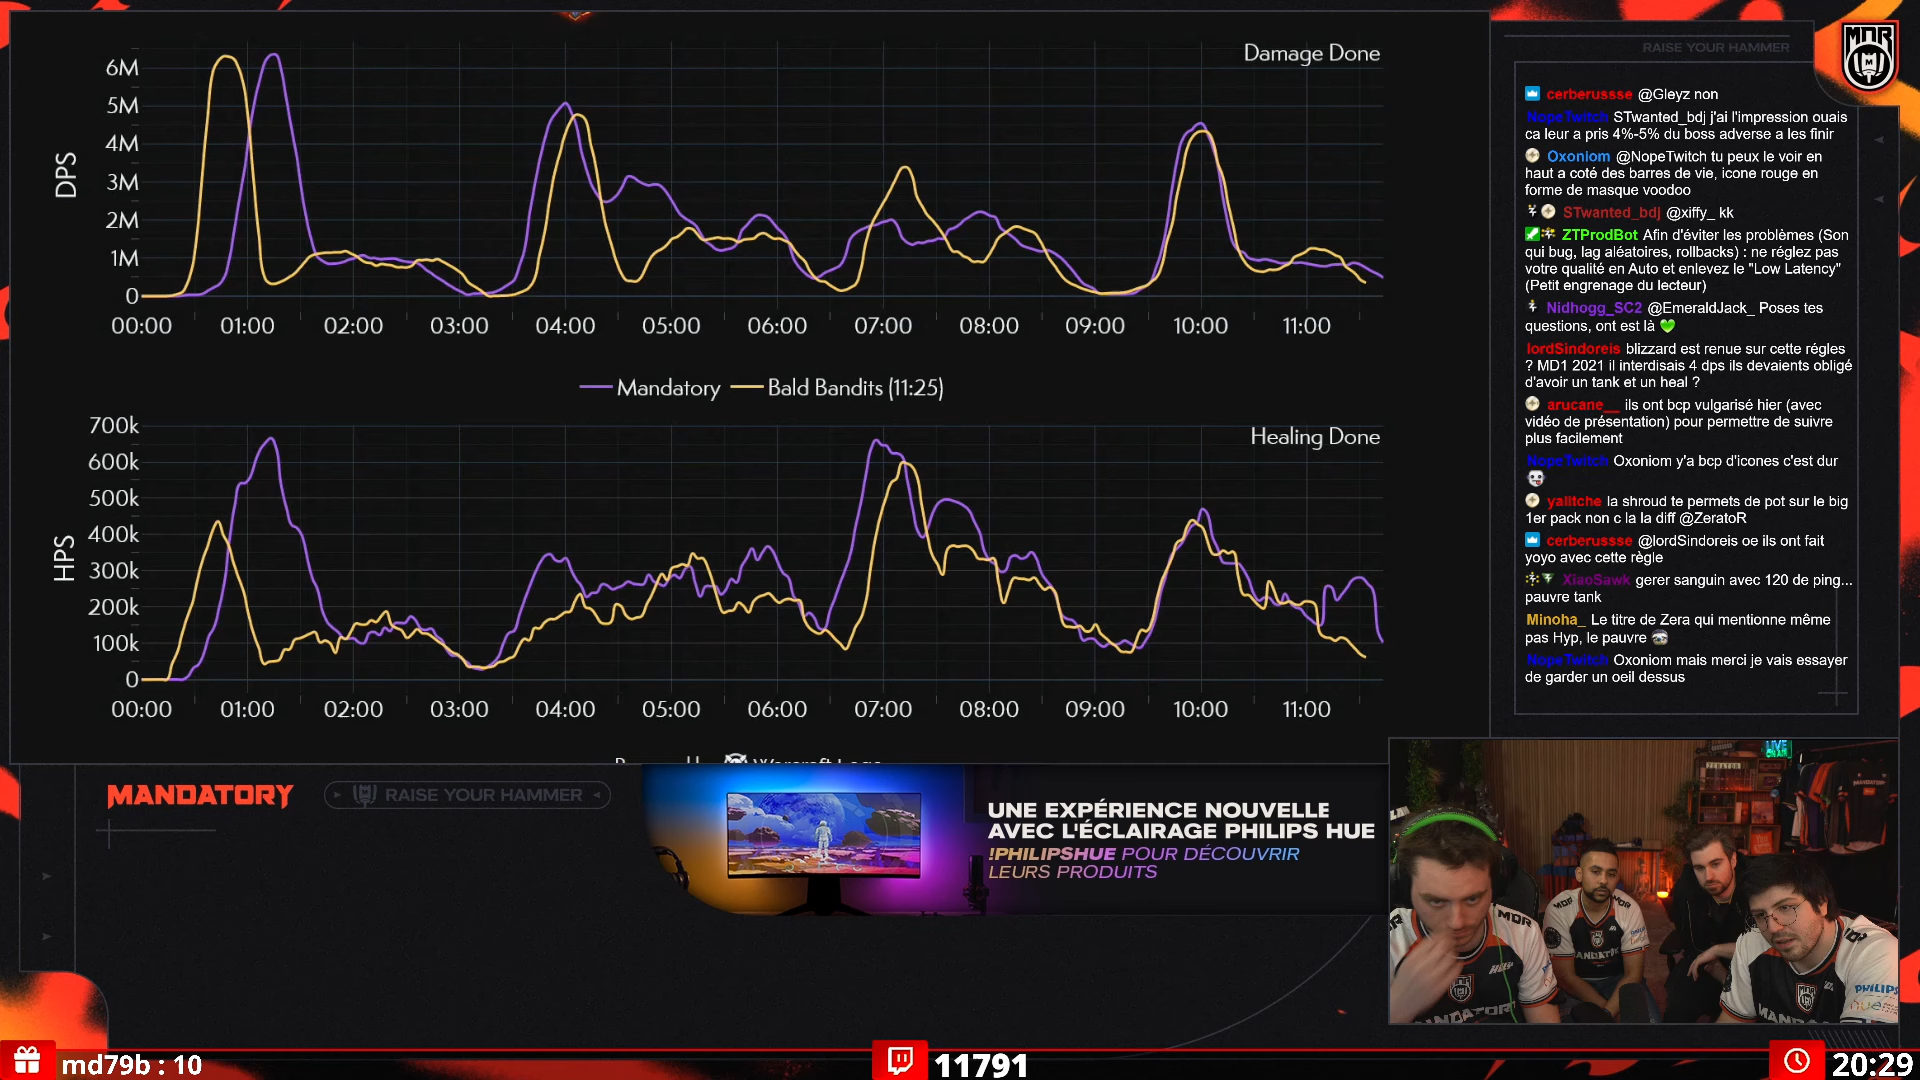 Damage Done
DPS
6M
5M
4M
3M
2M
1M
0
00:00 01:00 02:00 03:00 04:00 05:00 06:00 07:00 08:00 09:00 10:00 11:00
Mandatory Bald Bandits (11:25)
Healing Done
HPS
700k
600k
500k
400k
300k
200k
100k
0
00:00 01:00 02:00 03:00 04:00 05:00 06:00 07:00 08:00 09:00 10:00 11:00
RAISE YOUR HAMMER
MDR
cerberussse @Gleyz non
NopeTwitch STwanted_bdj j'ai l'impression ouais
ca leur a pris 4%-5% du boss adverse a les finir
Oxoniom @NopeTwitch tu peux le voir en
haut a coté des barres de vie, icone rouge en
forme de masque voodoo
STwanted_bdj @xiffy_ kk
ZTProdBot Afin d'éviter les problèmes (Son
qui bug, lag aléatoires, rollbacks) : ne réglez pas
votre qualité en Auto et enlevez le "Low Latency"
(Petit engrenage du lecteur)
Nidhogg_SC2 @EmeraldJack_ Poses tes
questions, ont est là 💚
lordSindoreis blizzard est renue sur cette régles
? MD1 2021 il interdisais 4 dps ils devaients obligé
d'avoir un tank et un heal ?
arucane__ ils ont bcp vulgarisé hier (avec
vidéo de présentation) pour permettre de suivre
plus facilement
NopeTwitch Oxoniom y'a bcp d'icones c'est dur
👻
yalitche la shroud te permets de pot sur le big
1er pack non c la la diff @ZeratoR
cerberussse @lordSindoreis oe ils ont fait
yoyo avec cette règle
XiaoSawk gerer sanguin avec 120 de ping...
pauvre tank
Minoha_ Le titre de Zera qui mentionne même
pas Hyp, le pauvre
NopeTwitch Oxoniom mais merci je vais essayer
de garder un oeil dessus
MANDATORY
RAISE YOUR HAMMER
UNE EXPÉRIENCE NOUVELLE
AVEC L'ÉCLAIRAGE PHILIPS HUE
!PHILIPSHUE POUR DÉCOUVRIR
LEURS PRODUITS
LIVE
ZERATOR
MDR
PHILIPS
hue
md79b : 10
11791
20:29